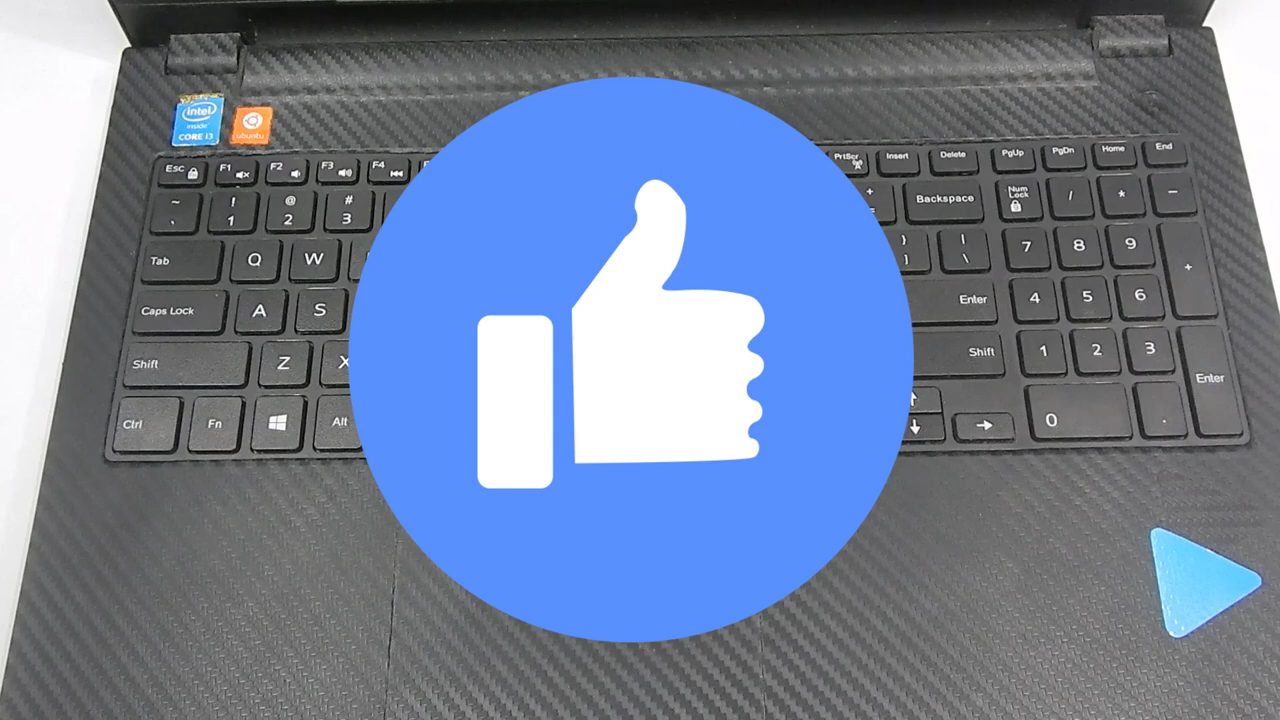 intel
inside
CORE i3
ubuntu
Esc F1 F2 F3 F4 PrtScr Insert Delete PgUp PgDn Home End
~ ! @ # +
` 1 2 3 = Backspace Num Lock / * -
Tab Q W } | 7 8 9 +
] \
Caps Lock A S Enter 4 5 6
Shift Z X Shift 1 2 3 Enter
Ctrl Fn Alt 0 .